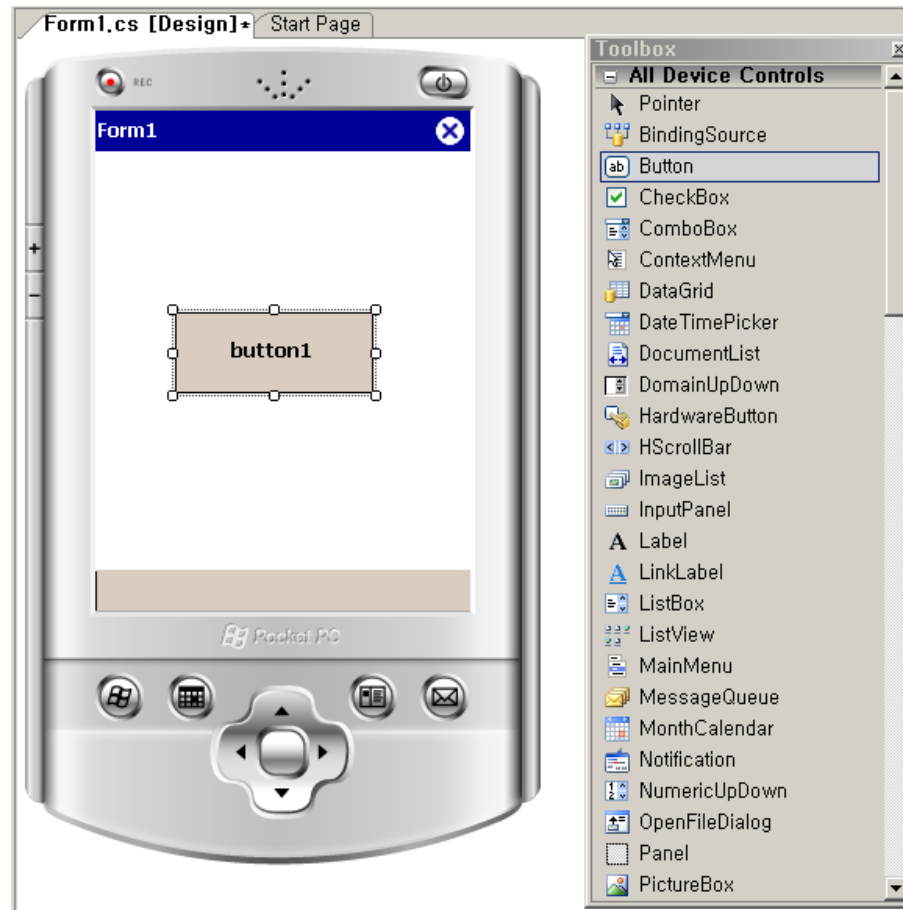 Form1.cs [Design]*
Start Page
REC
Form1
button1
Pocket PC
+
−
Toolbox
All Device Controls
Pointer
BindingSource
ab Button
CheckBox
ComboBox
ContextMenu
DataGrid
DateTimePicker
DocumentList
DomainUpDown
HardwareButton
HScrollBar
ImageList
InputPanel
A Label
A LinkLabel
ListBox
ListView
MainMenu
MessageQueue
MonthCalendar
Notification
NumericUpDown
OpenFileDialog
Panel
PictureBox